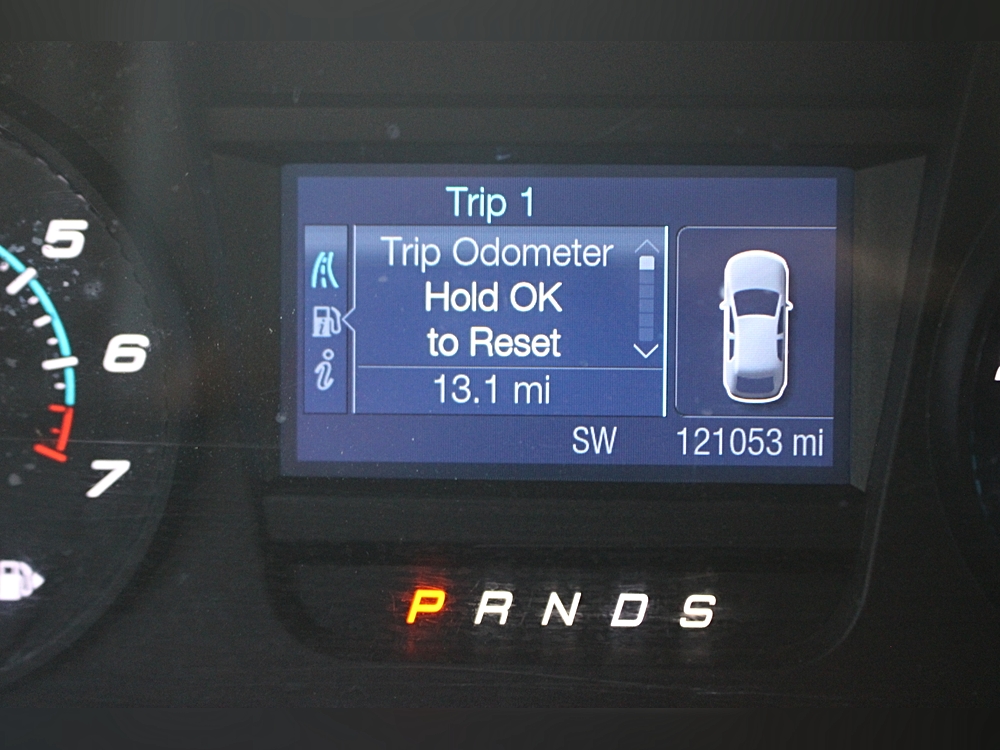 Trip 1
Trip Odometer
Hold OK
to Reset
13.1 mi
SW 121053 mi
5
6
7
P R N D S